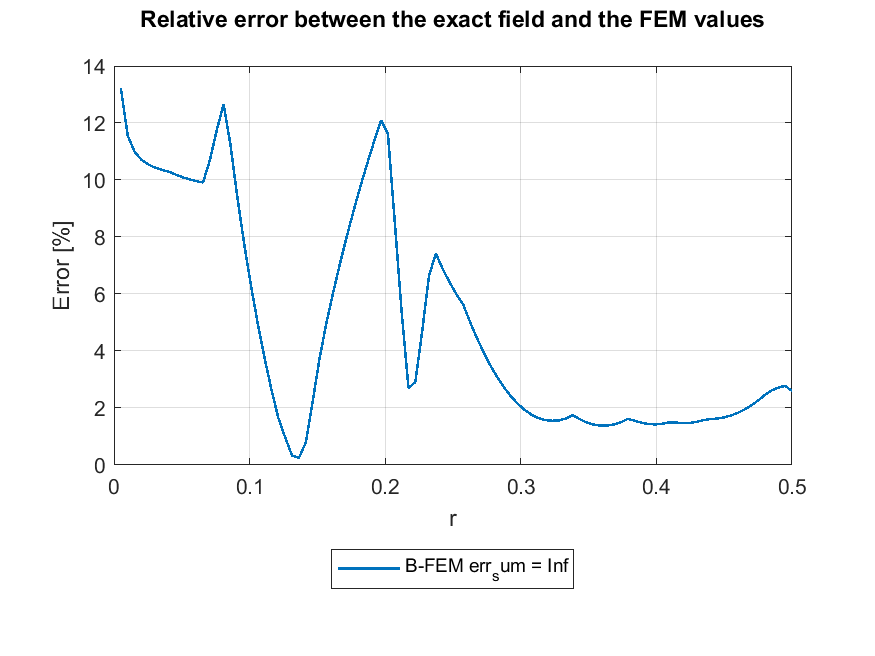 Relative error between the exact field and the FEM values
14
12
10
8
6
4
2
0
Error [%]
0 0.1 0.2 0.3 0.4 0.5
r
B-FEM err_sum = Inf